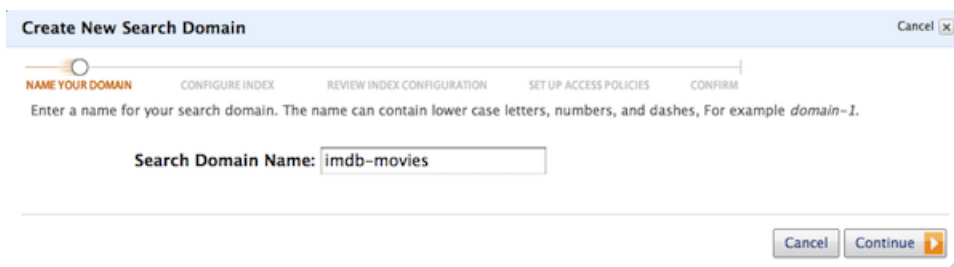 Create New Search Domain Cancel x
NAME YOUR DOMAIN CONFIGURE INDEX REVIEW INDEX CONFIGURATION SET UP ACCESS POLICIES CONFIRM
Enter a name for your search domain. The name can contain lower case letters, numbers, and dashes, For example domain-1.
Search Domain Name: imdb-movies
Cancel Continue